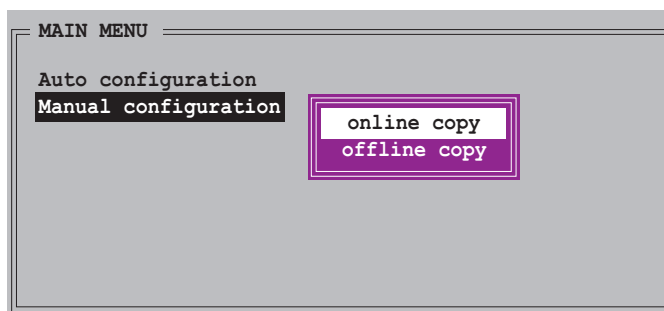 MAIN MENU
Auto configuration
Manual configuration
online copy
offline copy